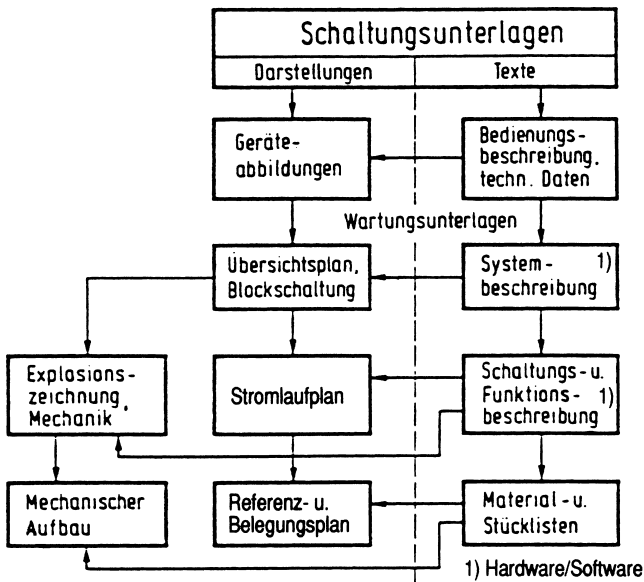 Schaltungsunterlagen
Darstellungen
Texte
Geräte-
abbildungen
Bedienungs-
beschreibung,
techn. Daten
Wartungsunterlagen
Übersichtsplan,
Blockschaltung
System- 1)
beschreibung
Explosions-
zeichnung,
Mechanik
Stromlaufplan
Schaltungs- u.
Funktions- 1)
beschreibung
Mechanischer
Aufbau
Referenz- u.
Belegungsplan
Material- u.
Stücklisten
1) Hardware/Software